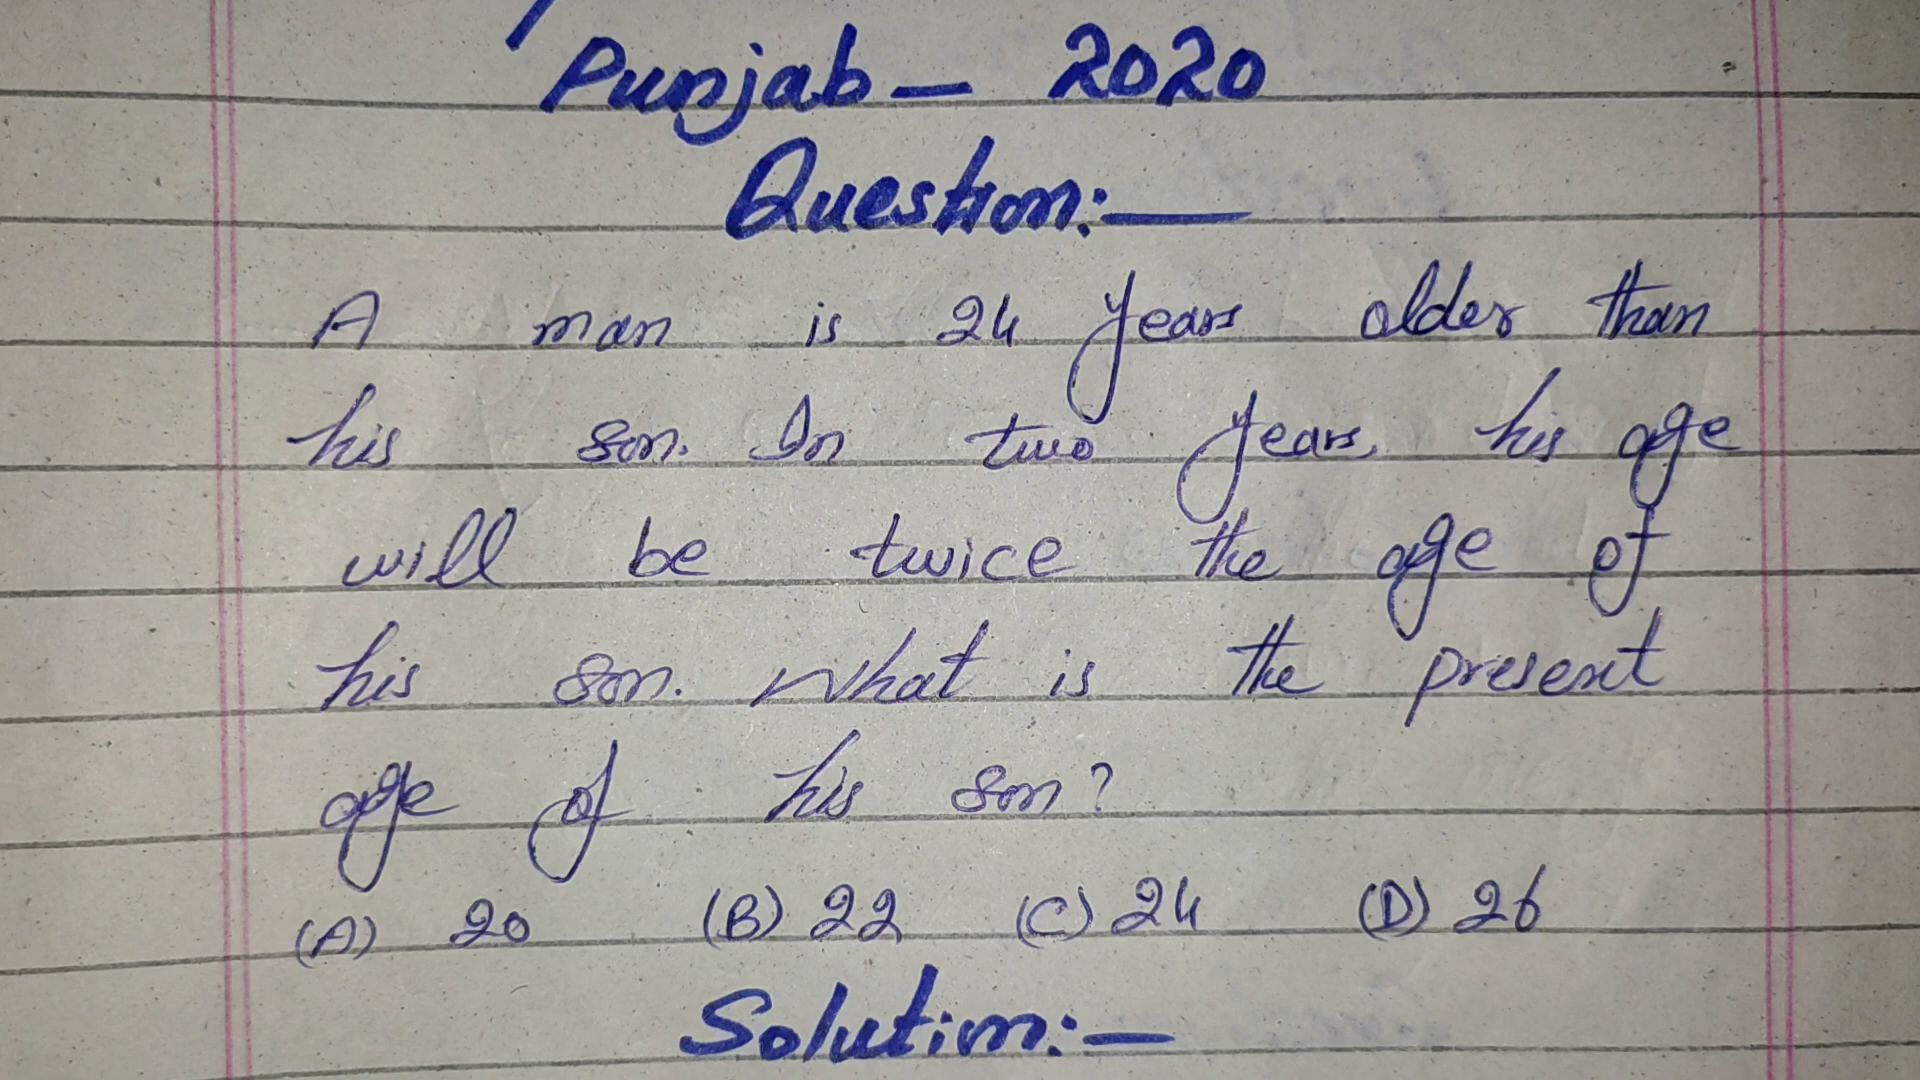 Punjab - 2020
Question:-
A man is 24 years older than
his son. In two years, his age
will be twice the age of
his son. What is the present
age of his son?
(A) 20 (B) 22 (C) 24 (D) 26
Solution:-